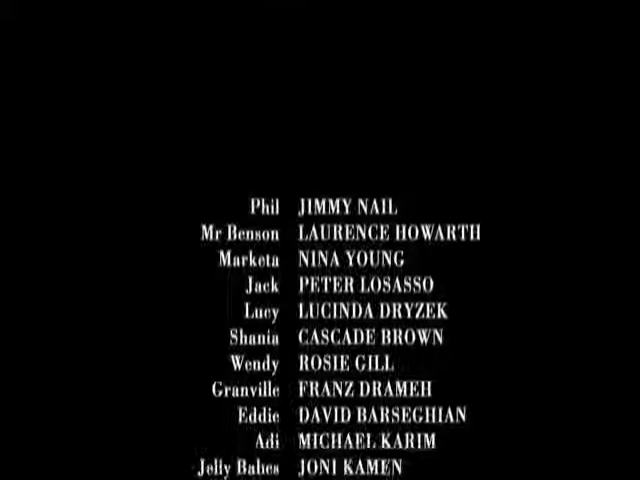 Phil JIMMY NAIL
Mr Benson LAURENCE HOWARTH
Marketa NINA YOUNG
Jack PETER LOSASSO
Lucy LUCINDA DRYZEK
Shania CASCADE BROWN
Wendy ROSIE GILL
Granville FRANZ DRAMEH
Eddie DAVID BARSEGHIAN
Adi MICHAEL KARIM
Jelly Babes JONI KAMEN